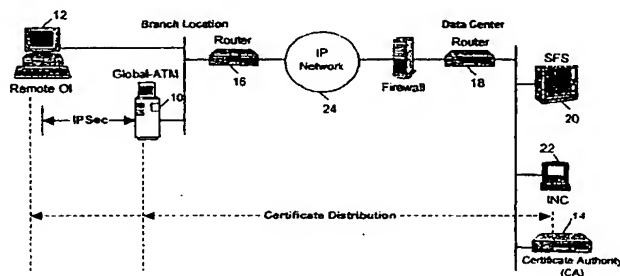 12
Branch Location
Data Center
Router
16
IP
Network
24
Firewall
Router
18
SFS
20
Remote OI
Global-ATM
10
IPSec
22
INC
Certificate Distribution
14
Certificate Authority
(CA)